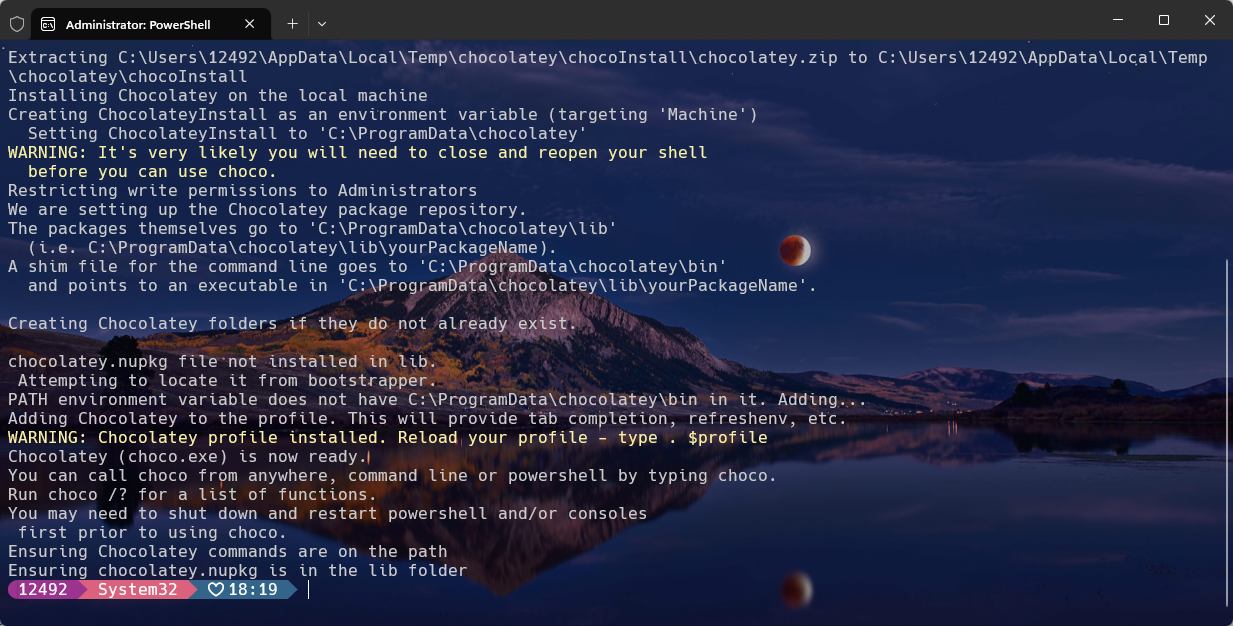 Administrator: PowerShell
Extracting C:\Users\12492\AppData\Local\Temp\chocolatey\chocoInstall\chocolatey.zip to C:\Users\12492\AppData\Local\Temp
\chocolatey\chocoInstall
Installing Chocolatey on the local machine
Creating ChocolateyInstall as an environment variable (targeting 'Machine')
  Setting ChocolateyInstall to 'C:\ProgramData\chocolatey'
WARNING: It's very likely you will need to close and reopen your shell
  before you can use choco.
Restricting write permissions to Administrators
We are setting up the Chocolatey package repository.
The packages themselves go to 'C:\ProgramData\chocolatey\lib'
  (i.e. C:\ProgramData\chocolatey\lib\yourPackageName).
A shim file for the command line goes to 'C:\ProgramData\chocolatey\bin'
  and points to an executable in 'C:\ProgramData\chocolatey\lib\yourPackageName'.

Creating Chocolatey folders if they do not already exist.

chocolatey.nupkg file not installed in lib.
 Attempting to locate it from bootstrapper.
PATH environment variable does not have C:\ProgramData\chocolatey\bin in it. Adding...
Adding Chocolatey to the profile. This will provide tab completion, refreshenv, etc.
WARNING: Chocolatey profile installed. Reload your profile - type . $profile
Chocolatey (choco.exe) is now ready.
You can call choco from anywhere, command line or powershell by typing choco.
Run choco /? for a list of functions.
You may need to shut down and restart powershell and/or consoles
 first prior to using choco.
Ensuring Chocolatey commands are on the path
Ensuring chocolatey.nupkg is in the lib folder
12492 System32 ♡ 18:19